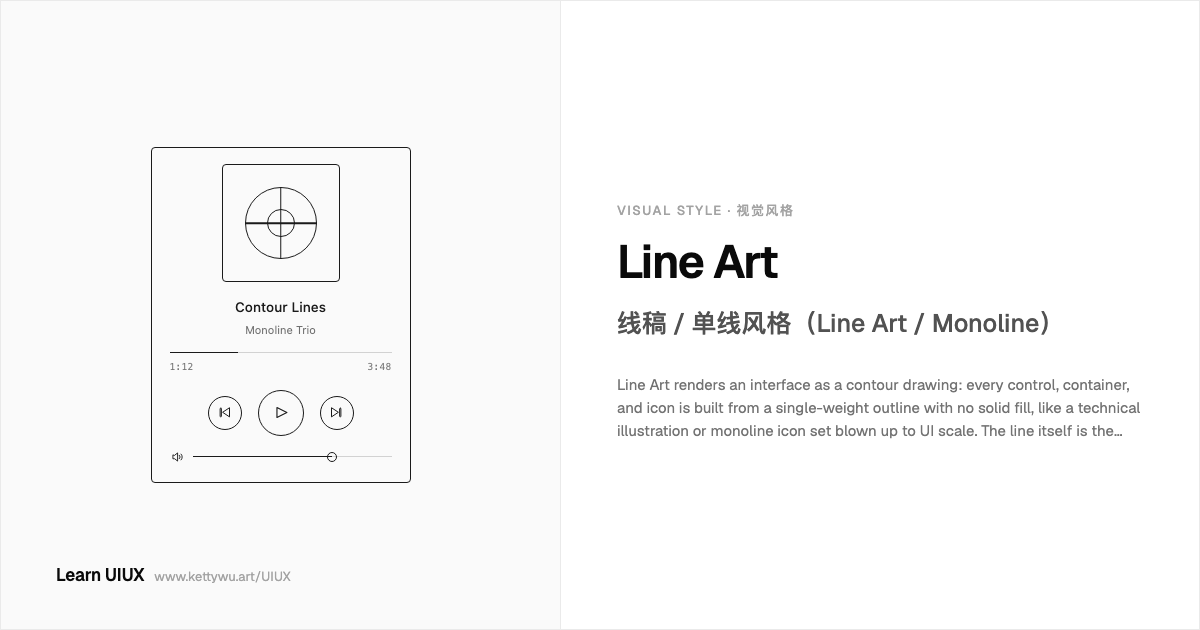 Contour Lines
Monoline Trio
1:12
3:48
Learn UIUX www.kettywu.art/UIUX
VISUAL STYLE · 视觉风格
Line Art
线稿 / 单线风格（Line Art / Monoline）
Line Art renders an interface as a contour drawing: every control, container,
and icon is built from a single-weight outline with no solid fill, like a technical
illustration or monoline icon set blown up to UI scale. The line itself is the…